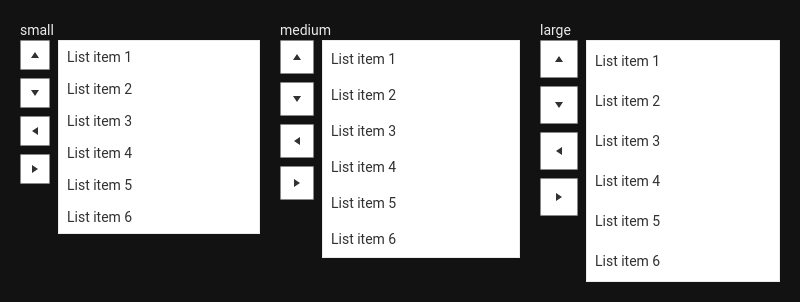 small
List item 1
List item 2
List item 3
List item 4
List item 5
List item 6
medium
List item 1
List item 2
List item 3
List item 4
List item 5
List item 6
large
List item 1
List item 2
List item 3
List item 4
List item 5
List item 6